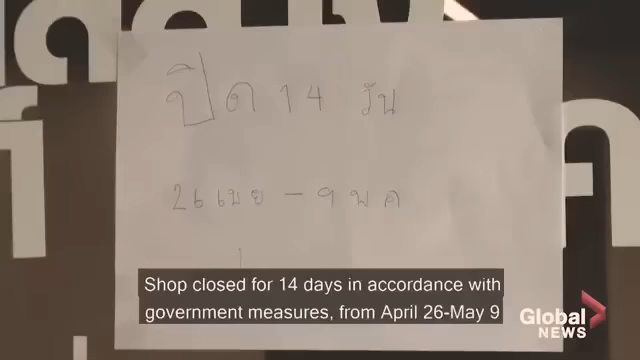 ปิด 14 วัน
26 เมย - 9 พค
Shop closed for 14 days in accordance with
government measures, from April 26-May 9
Global
NEWS